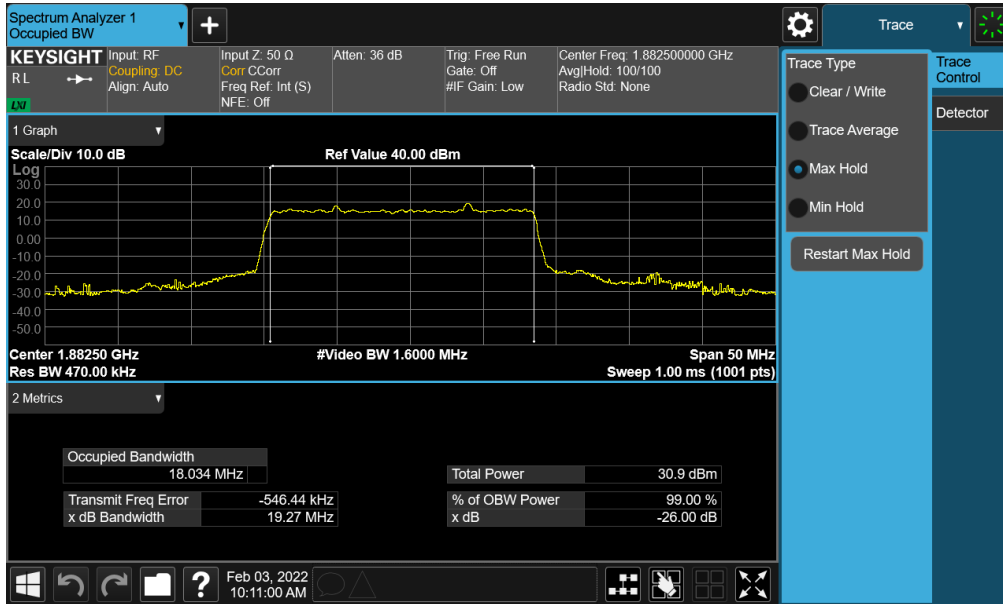 Spectrum Analyzer 1
Occupied BW
+
Trace
KEYSIGHT
R L
LXI
Input: RF
Coupling: DC
Align: Auto
Input Z: 50 Ω
Corr CCorr
Freq Ref: Int (S)
NFE: Off
Atten: 36 dB
Trig: Free Run
Gate: Off
#IF Gain: Low
Center Freq: 1.882500000 GHz
Avg|Hold: 100/100
Radio Std: None
1 Graph
Scale/Div 10.0 dB
Ref Value 40.00 dBm
Log
30.0
20.0
10.0
0.00
-10.0
-20.0
-30.0
-40.0
-50.0
Center 1.88250 GHz
#Video BW 1.6000 MHz
Span 50 MHz
Res BW 470.00 kHz
Sweep 1.00 ms (1001 pts)
2 Metrics
Occupied Bandwidth
18.034 MHz
Total Power 30.9 dBm
Transmit Freq Error -546.44 kHz
% of OBW Power 99.00 %
x dB Bandwidth 19.27 MHz
x dB -26.00 dB
?
Feb 03, 2022
10:11:00 AM
Trace Type
Clear / Write
Trace Average
Max Hold
Min Hold
Restart Max Hold
Trace
Control
Detector